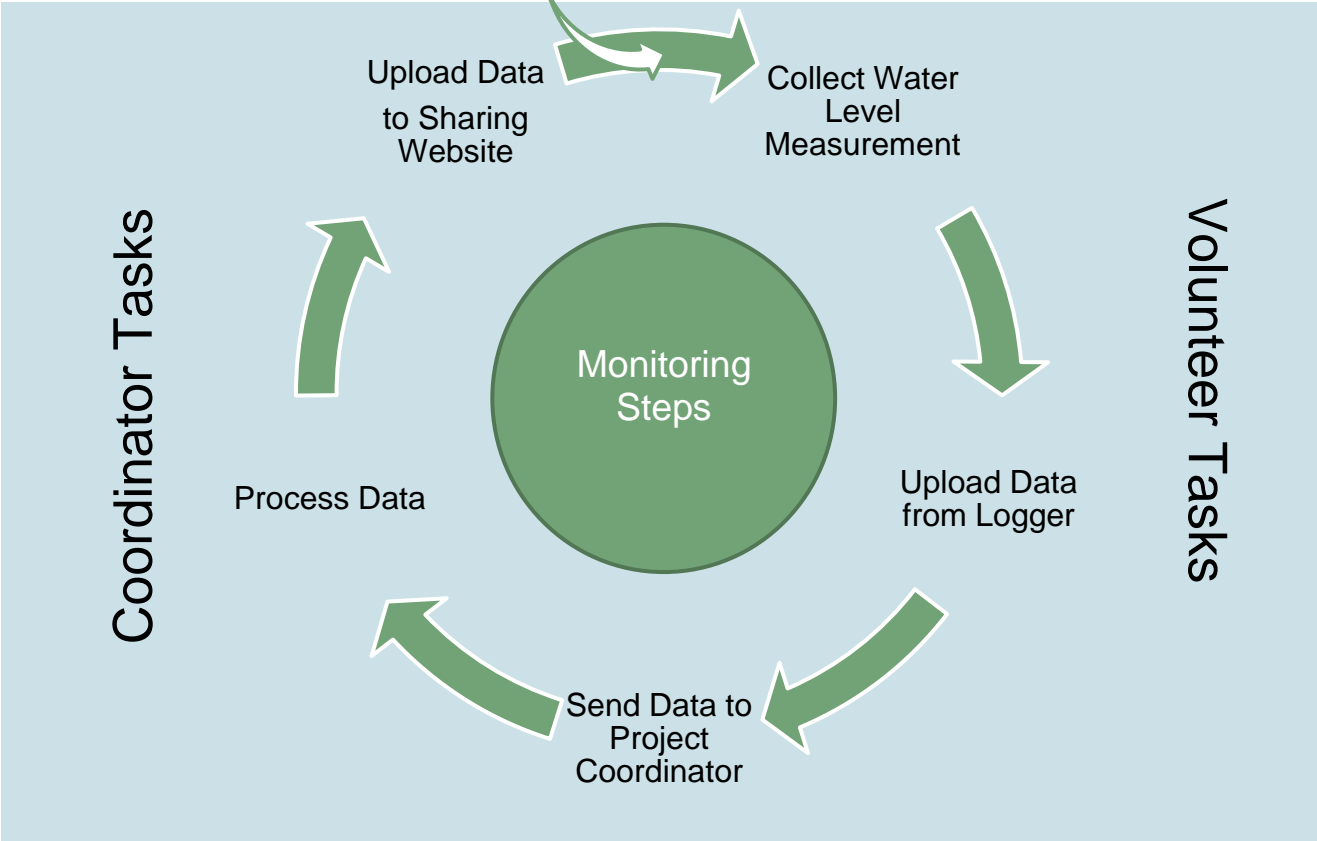 Upload Data
to Sharing
Website
Collect Water
Level
Measurement
Coordinator Tasks
Volunteer Tasks
Monitoring
Steps
Process Data
Upload Data
from Logger
Send Data to
Project
Coordinator